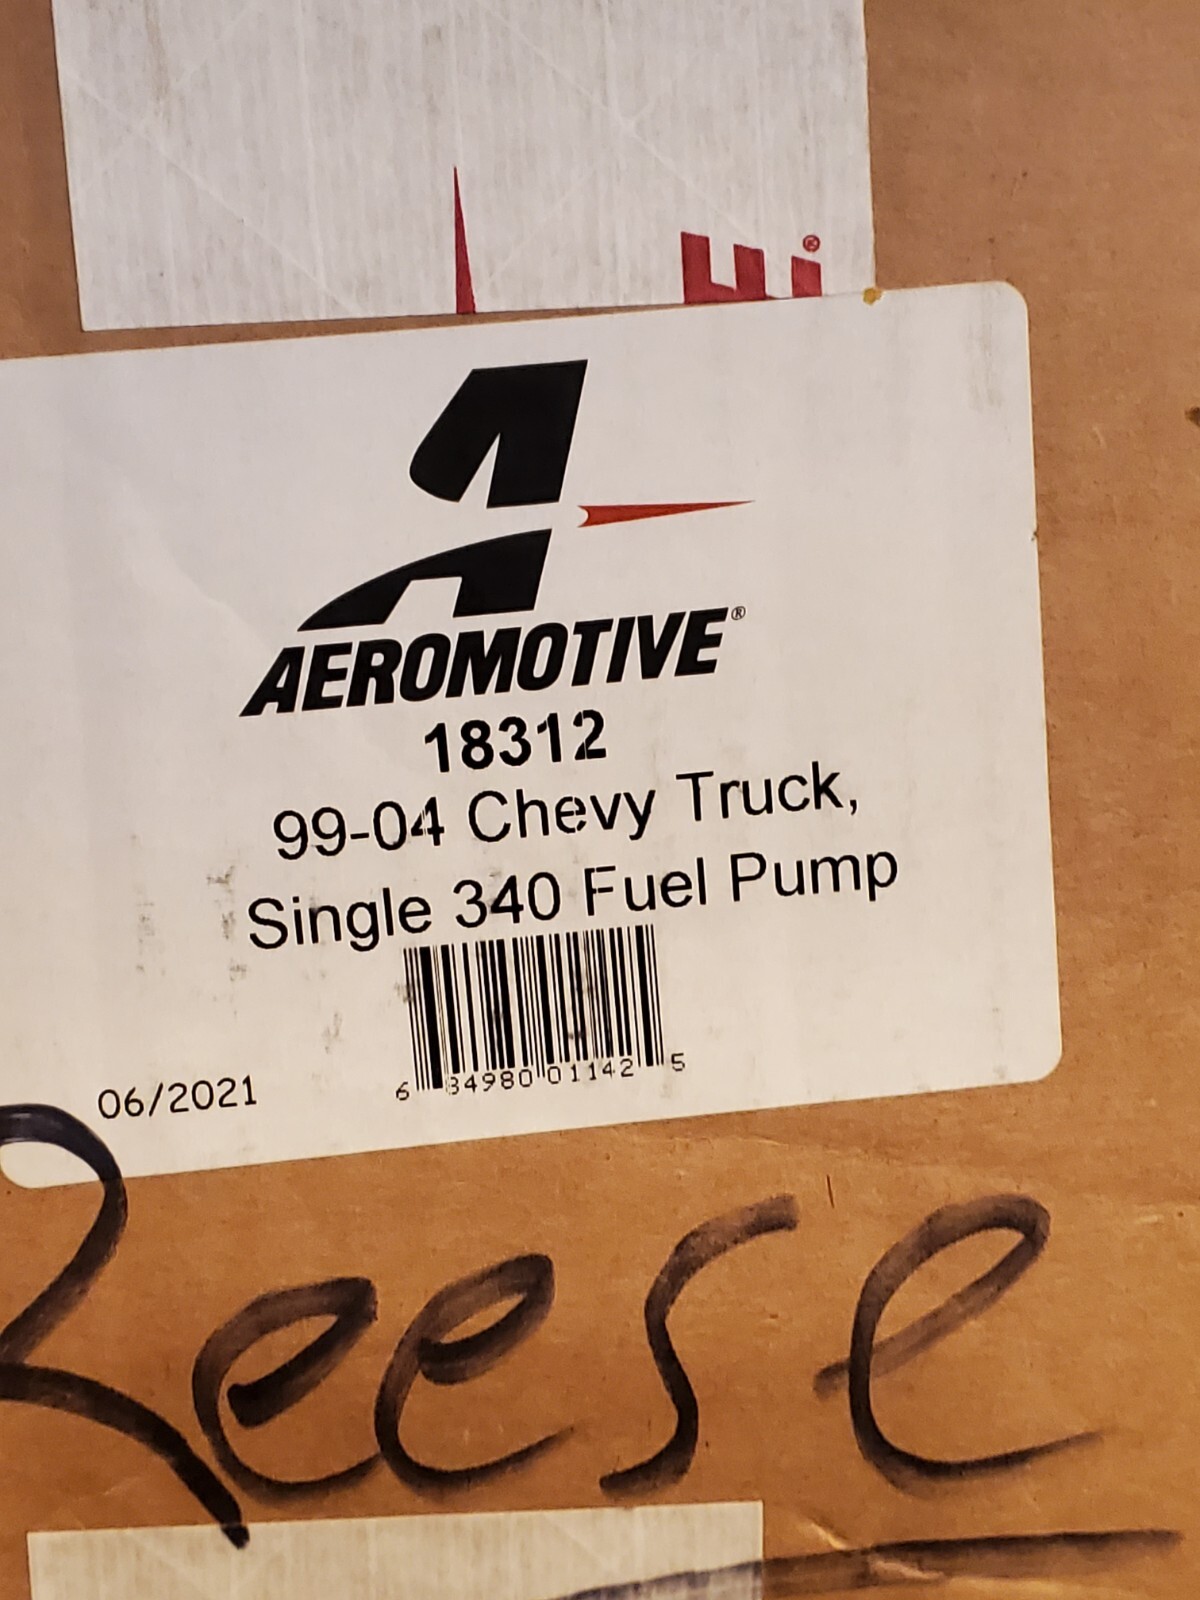 AEROMOTIVE®
18312
99-04 Chevy Truck,
Single 340 Fuel Pump
6 34980 01142 5
06/2021
Reese